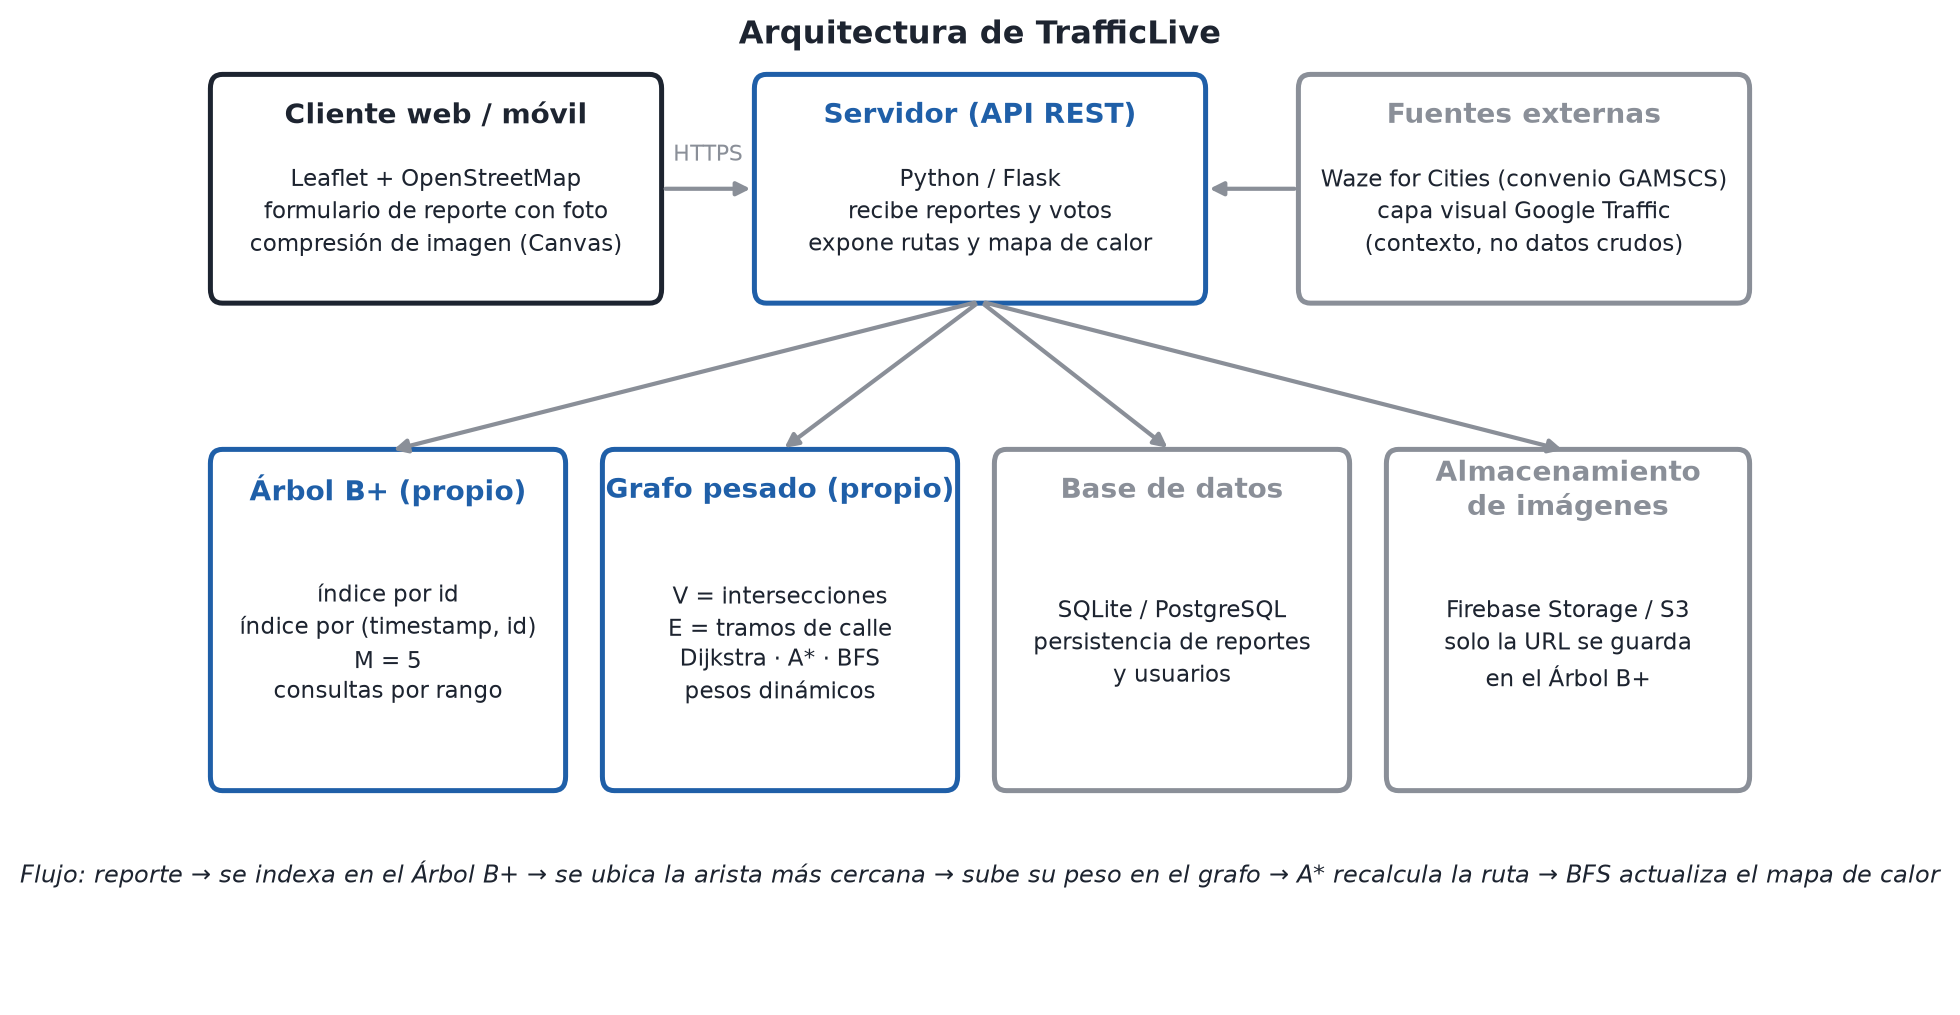 Arquitectura de TrafficLive
Cliente web / móvil
Leaflet + OpenStreetMap
formulario de reporte con foto
compresión de imagen (Canvas)
HTTPS
Servidor (API REST)
Python / Flask
recibe reportes y votos
expone rutas y mapa de calor
Fuentes externas
Waze for Cities (convenio GAMSCS)
capa visual Google Traffic
(contexto, no datos crudos)
Árbol B+ (propio)
índice por id
índice por (timestamp, id)
M = 5
consultas por rango
Grafo pesado (propio)
V = intersecciones
E = tramos de calle
Dijkstra · A* · BFS
pesos dinámicos
Base de datos
SQLite / PostgreSQL
persistencia de reportes
y usuarios
Almacenamiento
de imágenes
Firebase Storage / S3
solo la URL se guarda
en el Árbol B+
Flujo: reporte → se indexa en el Árbol B+ → se ubica la arista más cercana → sube su peso en el grafo → A* recalcula la ruta → BFS actualiza el mapa de calor